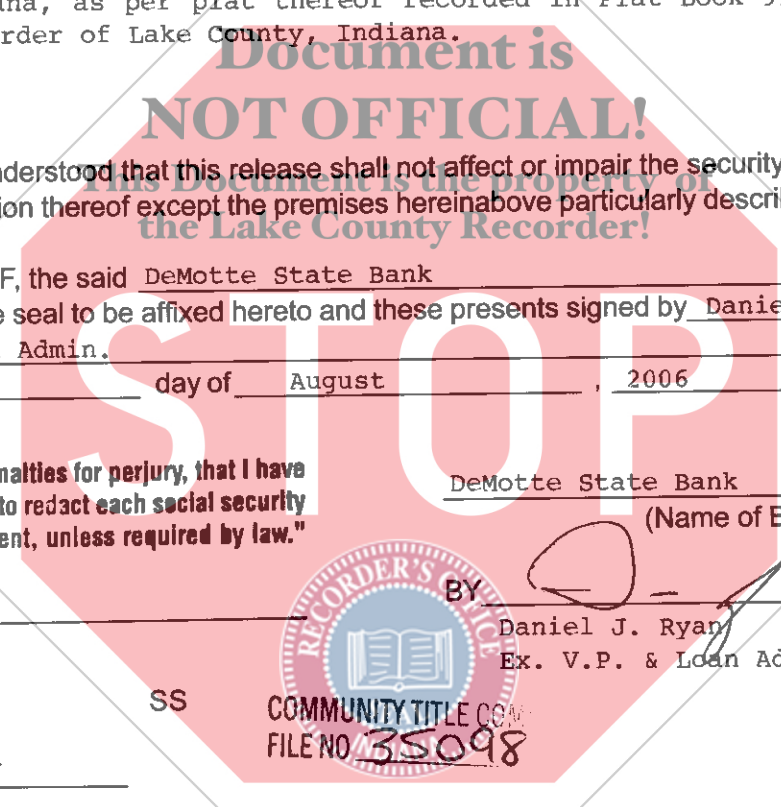 ana, as per plat thereof recorded in Plat Book
rder of Lake County, Indiana.
Document is
NOT OFFICIAL!
nderstood that this release shall not affect or impair the security
This Document is the property of
ion thereof except the premises hereinabove particularly descri
the Lake County Recorder!
F, the said DeMotte State Bank
e seal to be affixed hereto and these presents signed by Danie
Admin.
day of August , 2006
STOP
nalties for perjury, that I have
to redact each social security
ent, unless required by law."
DeMotte State Bank
(Name of B
RECORDER'S OFFICE
BY
Daniel J. Ryan
Ex. V.P. & Loan Ad
SS
COMMUNITY TITLE COM
FILE NO 35098